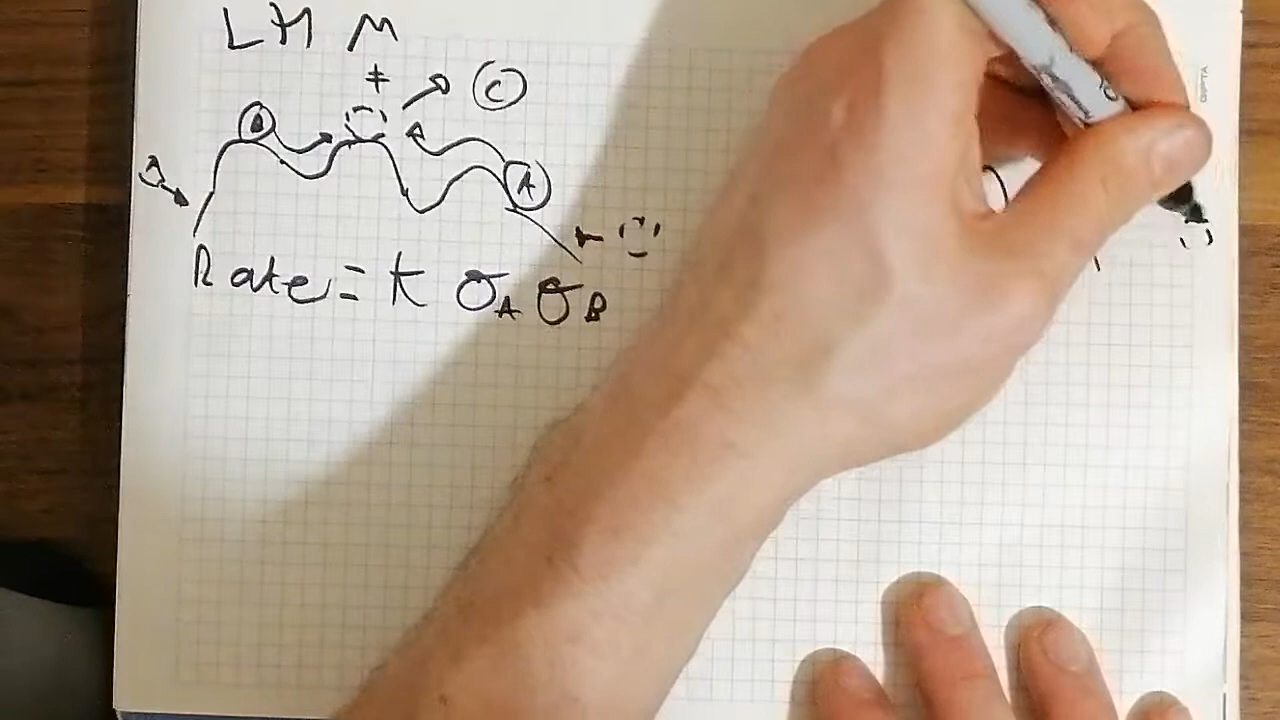 LHM
+
C
B
A
Rate = k σA σB